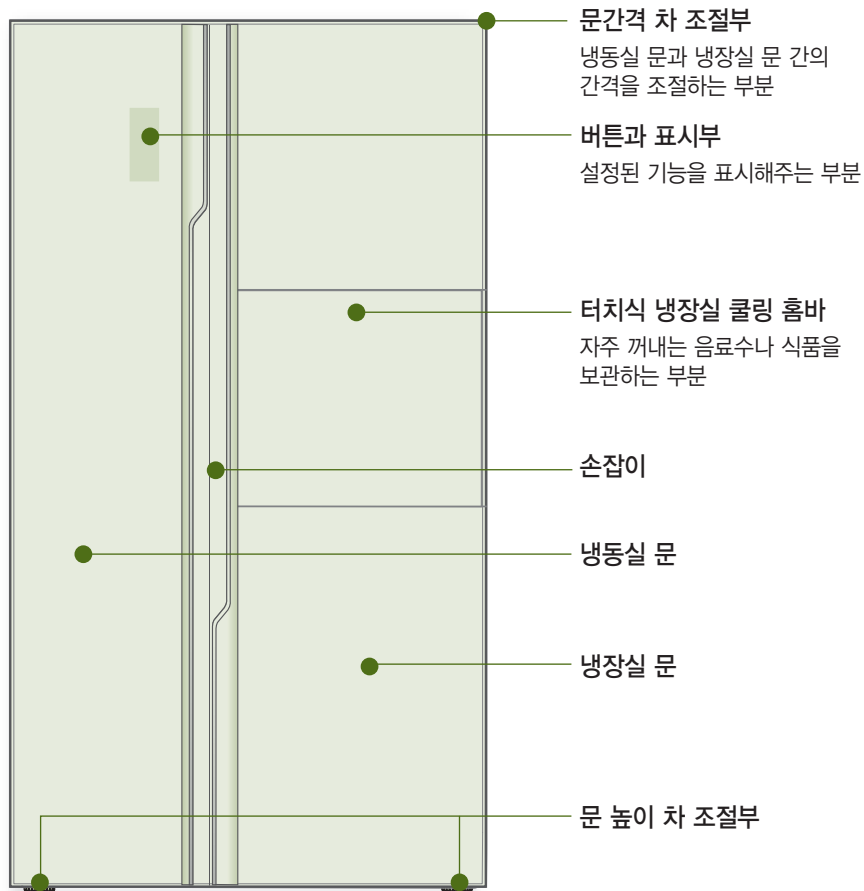 문간격 차 조절부
냉동실 문과 냉장실 문 간의
간격을 조절하는 부분
버튼과 표시부
설정된 기능을 표시해주는 부분
터치식 냉장실 쿨링 홈바
자주 꺼내는 음료수나 식품을
보관하는 부분
손잡이
냉동실 문
냉장실 문
문 높이 차 조절부